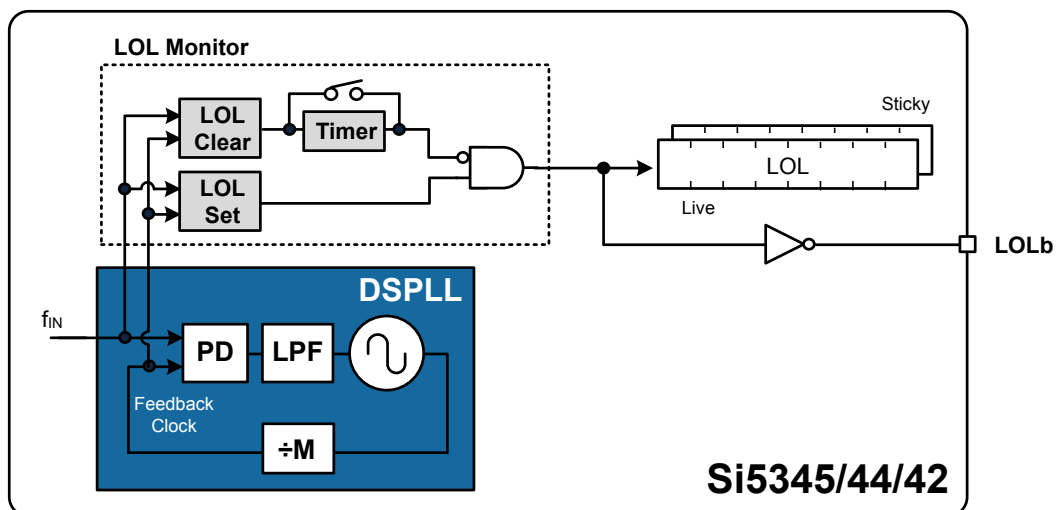 LOL Monitor
LOL
Clear
Timer
LOL
Set
Sticky
LOL
Live
LOLb
DSPLL
fIN
PD
LPF
Feedback
Clock
÷M
Si5345/44/42